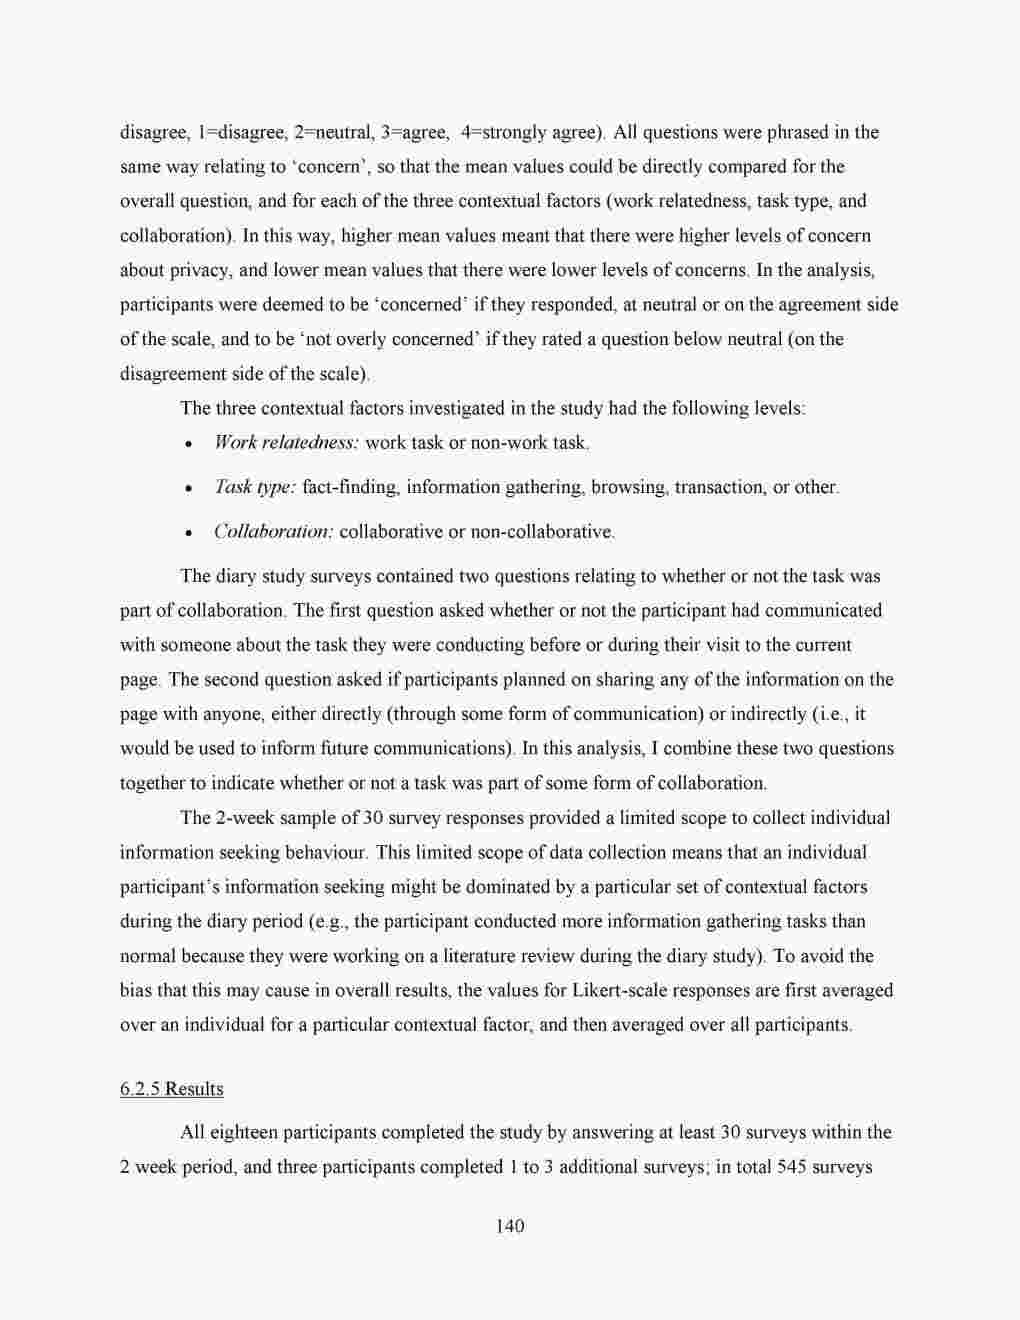 disagree, 1=disagree, 2=neutral, 3=agree,  4=strongly agree). All questions were phrased in the
same way relating to ‘concern’, so that the mean values could be directly compared for the
overall question, and for each of the three contextual factors (work relatedness, task type, and
collaboration). In this way, higher mean values meant that there were higher levels of concern
about privacy, and lower mean values that there were lower levels of concerns. In the analysis,
participants were deemed to be ‘concerned’ if they responded, at neutral or on the agreement side
of the scale, and to be ‘not overly concerned’ if they rated a question below neutral (on the
disagreement side of the scale).
The three contextual factors investigated in the study had the following levels:
• Work relatedness: work task or non-work task.
• Task type: fact-finding, information gathering, browsing, transaction, or other.
• Collaboration: collaborative or non-collaborative.
The diary study surveys contained two questions relating to whether or not the task was
part of collaboration. The first question asked whether or not the participant had communicated
with someone about the task they were conducting before or during their visit to the current
page. The second question asked if participants planned on sharing any of the information on the
page with anyone, either directly (through some form of communication) or indirectly (i.e., it
would be used to inform future communications). In this analysis, I combine these two questions
together to indicate whether or not a task was part of some form of collaboration.
The 2-week sample of 30 survey responses provided a limited scope to collect individual
information seeking behaviour. This limited scope of data collection means that an individual
participant’s information seeking might be dominated by a particular set of contextual factors
during the diary period (e.g., the participant conducted more information gathering tasks than
normal because they were working on a literature review during the diary study). To avoid the
bias that this may cause in overall results, the values for Likert-scale responses are first averaged
over an individual for a particular contextual factor, and then averaged over all participants.
6.2.5 Results
All eighteen participants completed the study by answering at least 30 surveys within the
2 week period, and three participants completed 1 to 3 additional surveys; in total 545 surveys
140